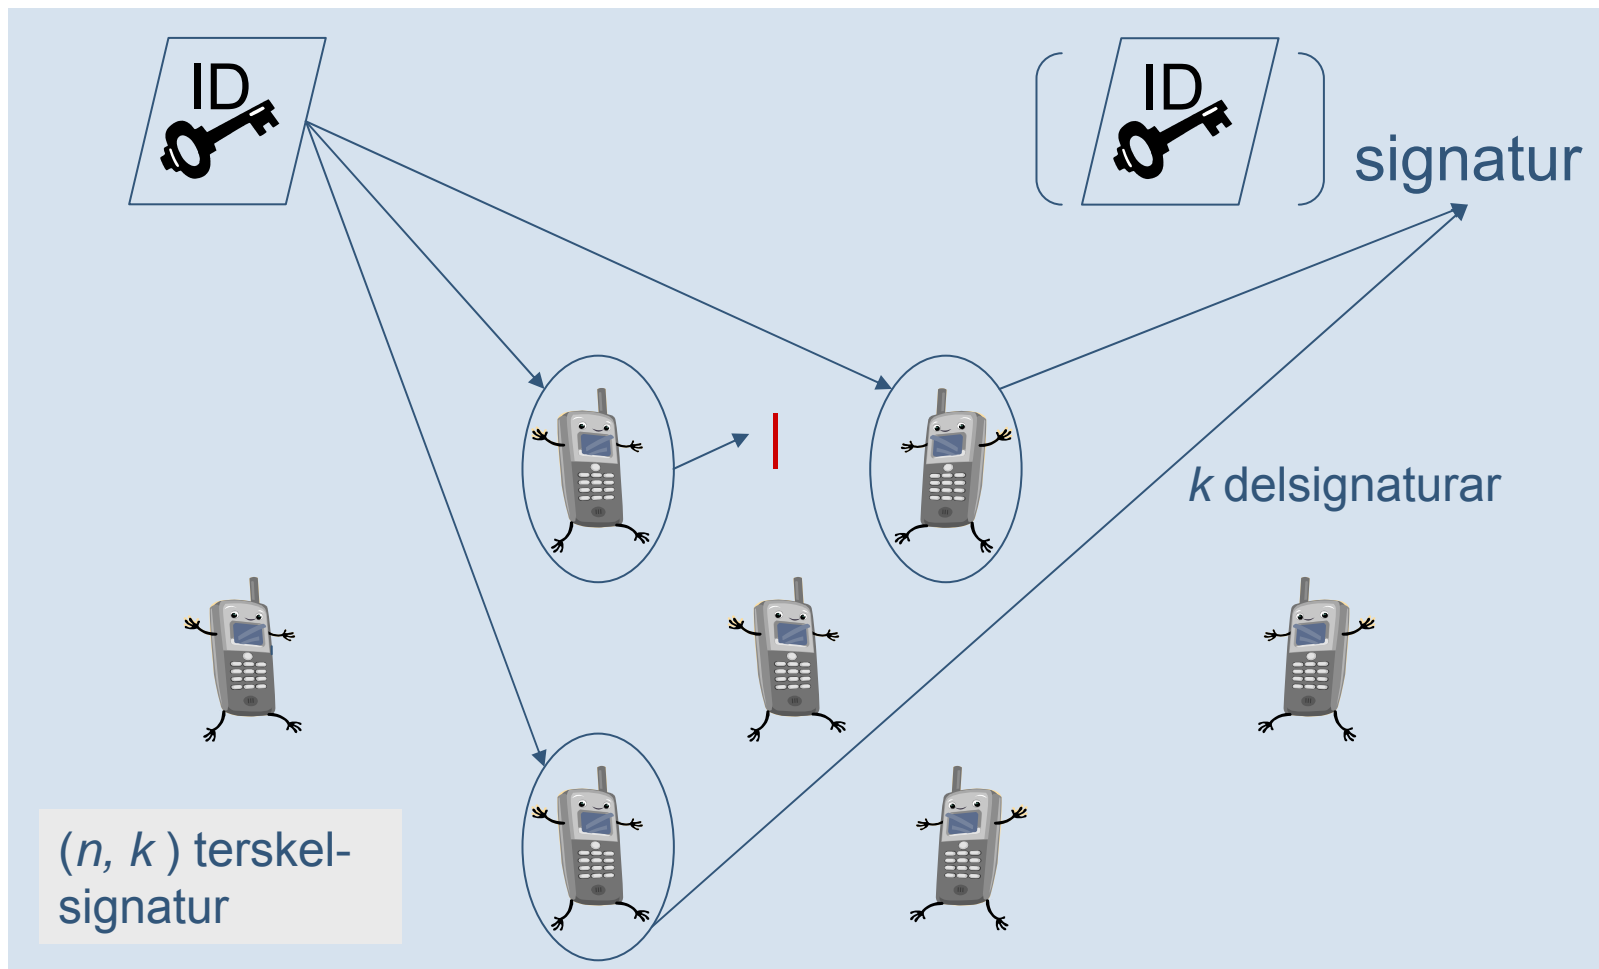 ID
ID
signatur
k delsignaturar
(n, k ) terskel-
signatur